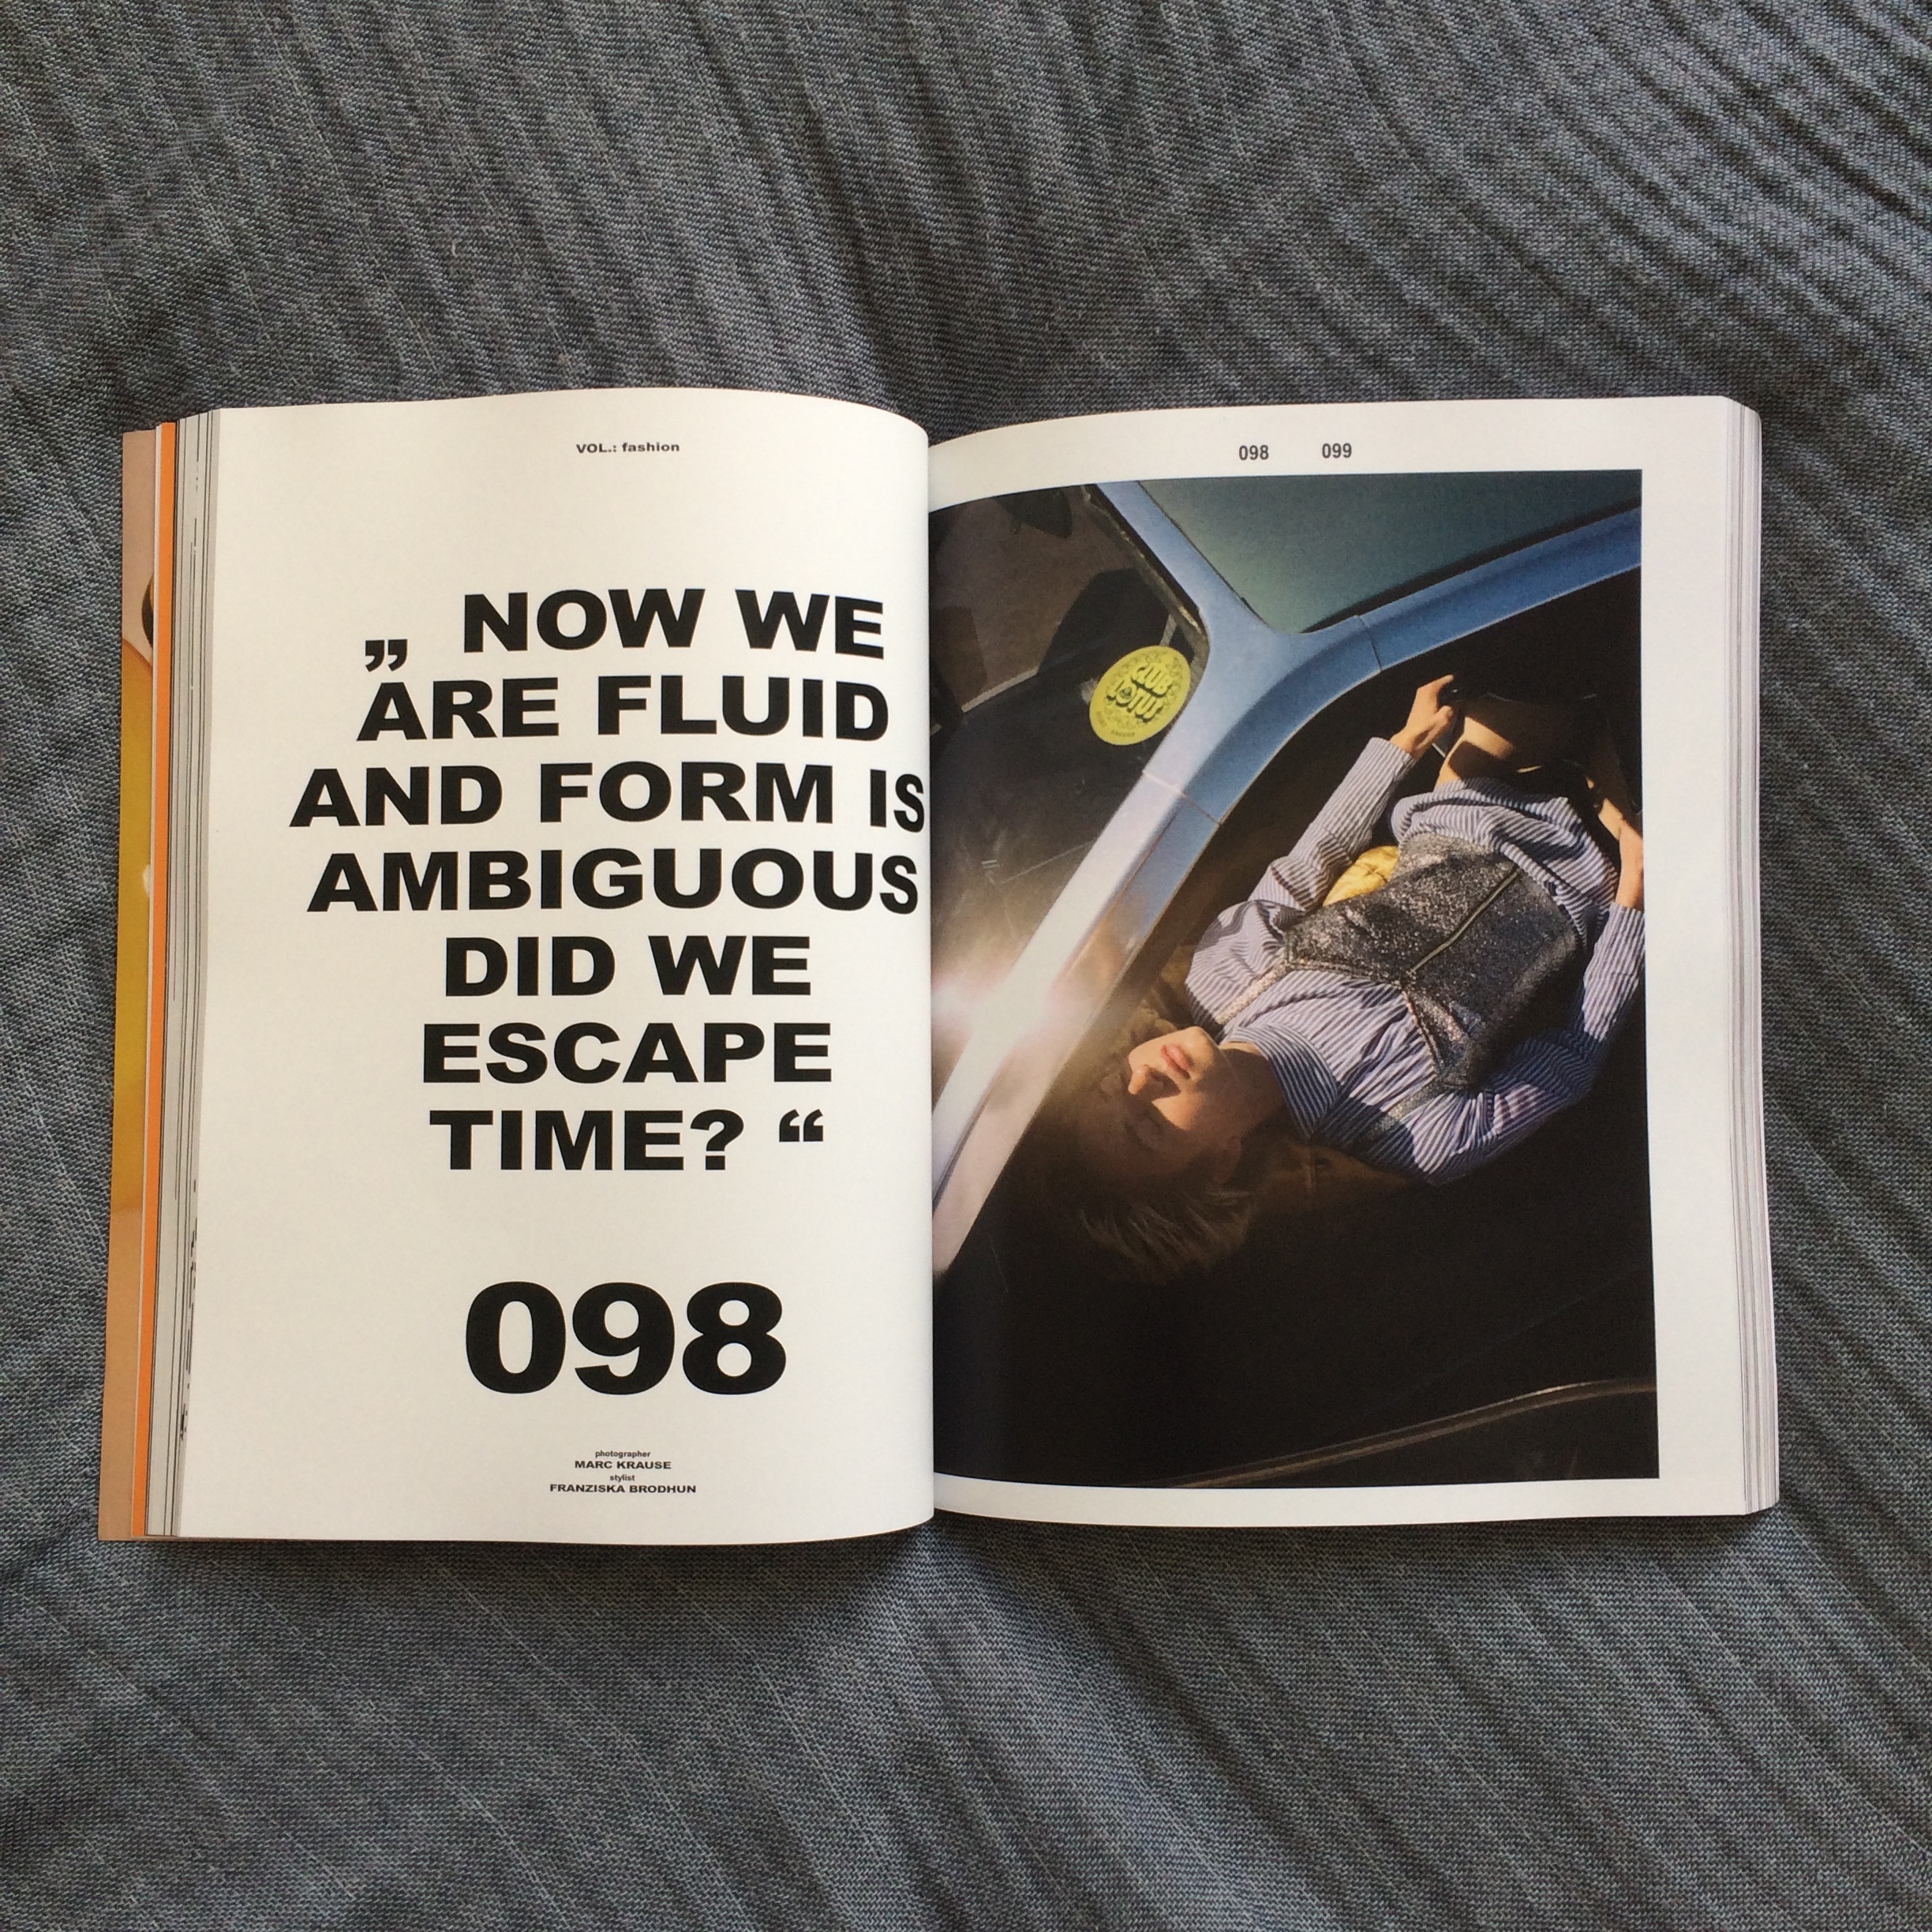 VOL.: fashion
„ NOW WE
ARE FLUID
AND FORM IS
AMBIGUOUS
DID WE
ESCAPE
TIME? “
098
photographer
MARC KRAUSE
stylist
FRANZISKA BRODHUN
098 099
CLUB